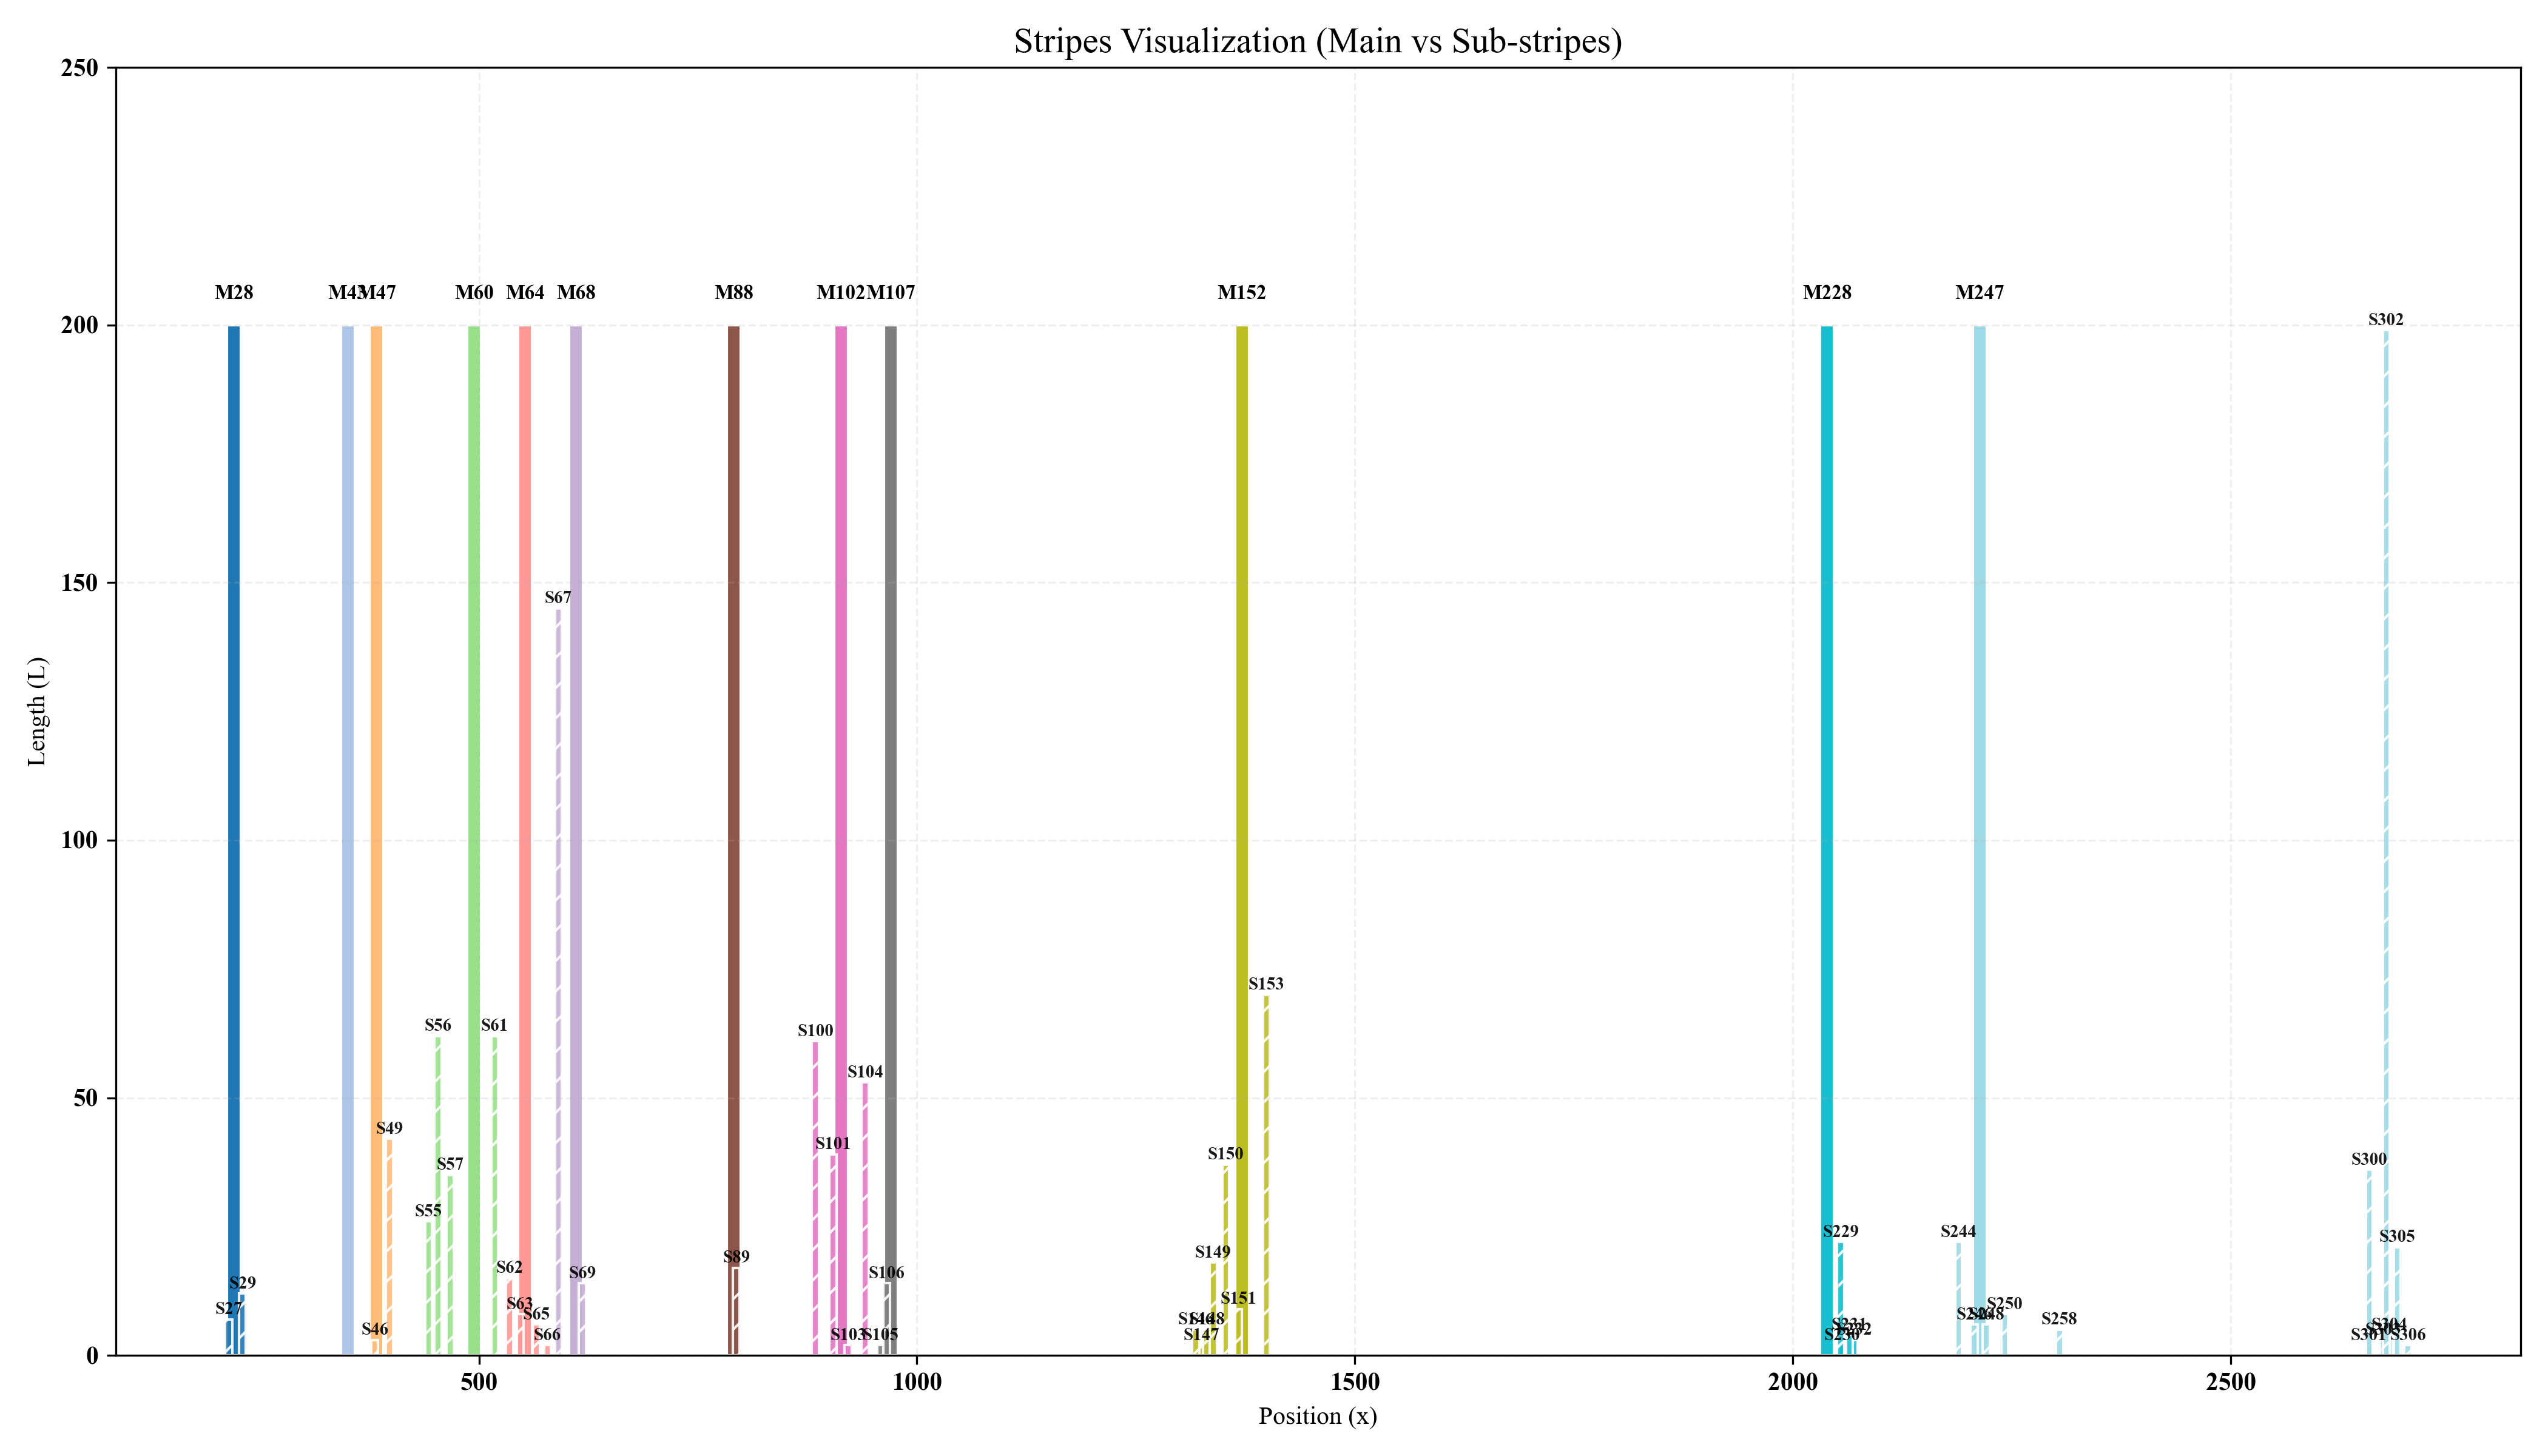 Stripes Visualization (Main vs Sub-stripes)
250
M28 M47 M60 M64 M68 M88 M102 M107 M152 M228 M247
200
S302
150
S67
100
S153
S56 S61 S100
S104
50
S49 S101
S57 S150 S300
S55
S89 S149 S229 S244 S305
S29 S62 S69 S106
S27 S63 S151 S250
S65 S258
S46 S66 S103 S105 S147 S306
0
500 1000 1500 2000 2500
Position (x)
Length (L)